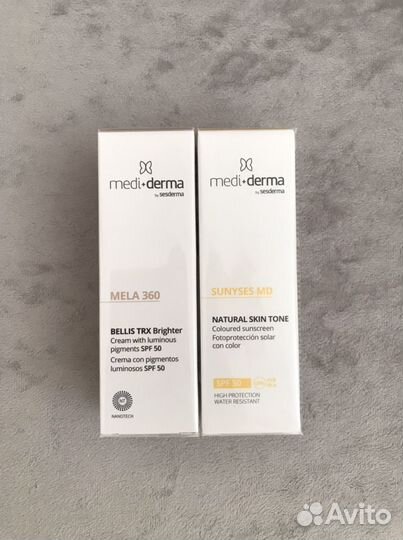 medi+derma
by sesderma
MELA 360
BELLIS TRX Brighter
Cream with luminous
pigments SPF 50
Crema con pigmentos
luminosos SPF 50
NANOTECH
medi+derma
by sesderma
SUNYSES MD
NATURAL SKIN TONE
Coloured sunscreen
Fotoprotección solar
con color
SPF 50
HIGH PROTECTION
WATER RESISTANT
Avito